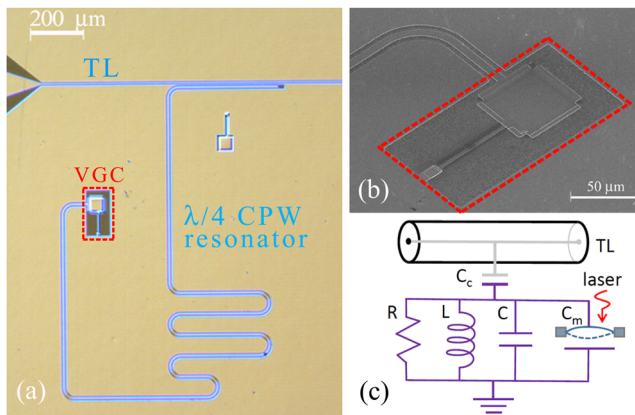 200 μm
TL
VGC
λ/4 CPW
resonator
(a)
(b)
50 μm
TL
C_c
laser
R
L
C
C_m
(c)